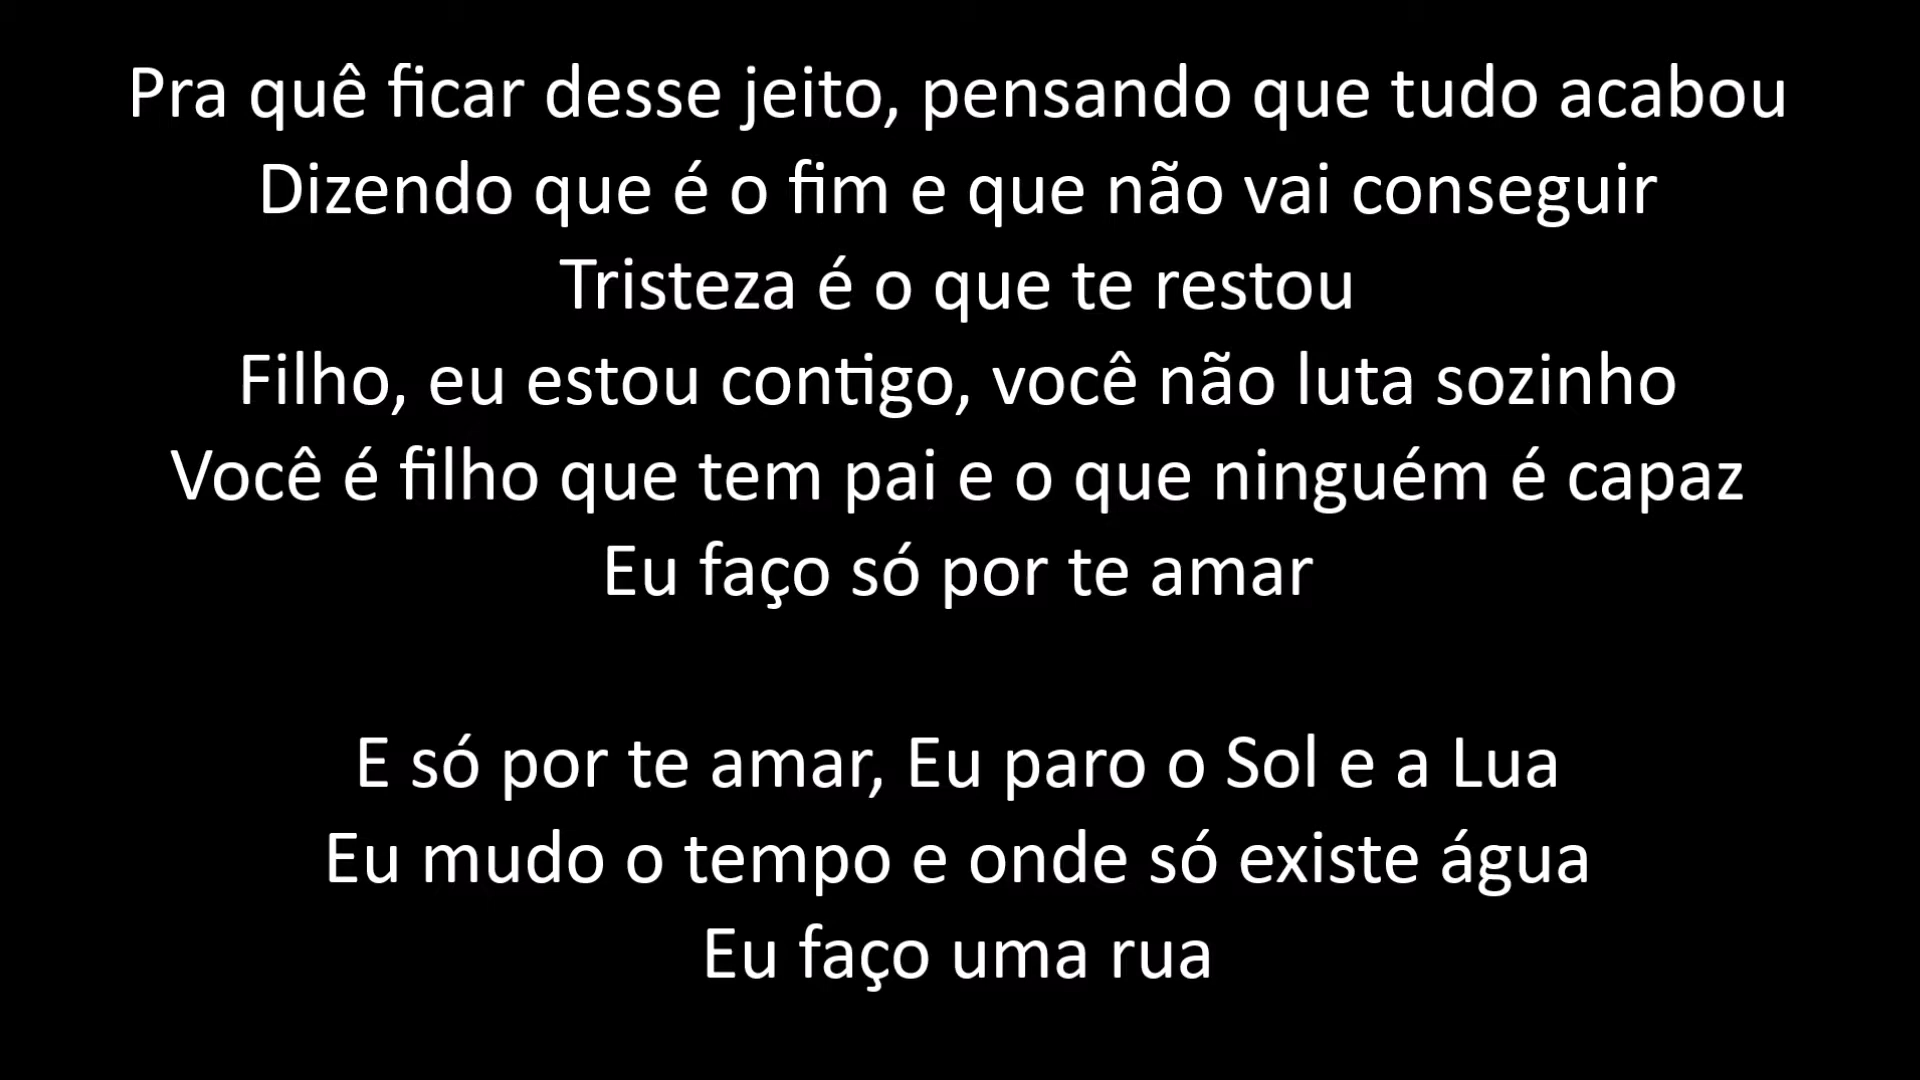 Pra quê ficar desse jeito, pensando que tudo acabou
Dizendo que é o fim e que não vai conseguir
Tristeza é o que te restou
Filho, eu estou contigo, você não luta sozinho
Você é filho que tem pai e o que ninguém é capaz
Eu faço só por te amar
E só por te amar, Eu paro o Sol e a Lua
Eu mudo o tempo e onde só existe água
Eu faço uma rua